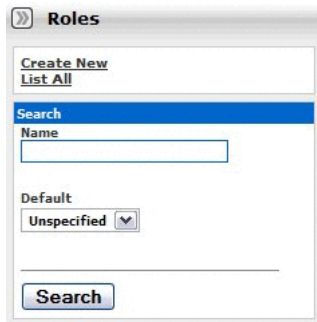 Roles
Create New
List All
Search
Name
Default
Unspecified
Search